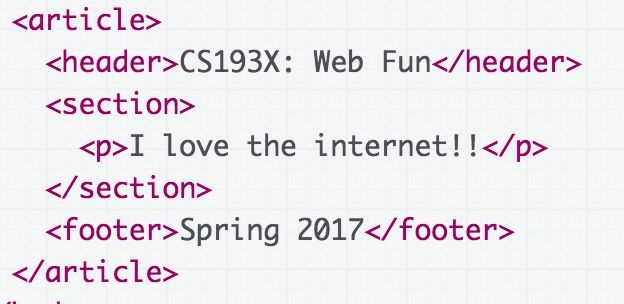 <article>
  <header>CS193X: Web Fun</header>
  <section>
    <p>I love the internet!!</p>
  </section>
  <footer>Spring 2017</footer>
</article>